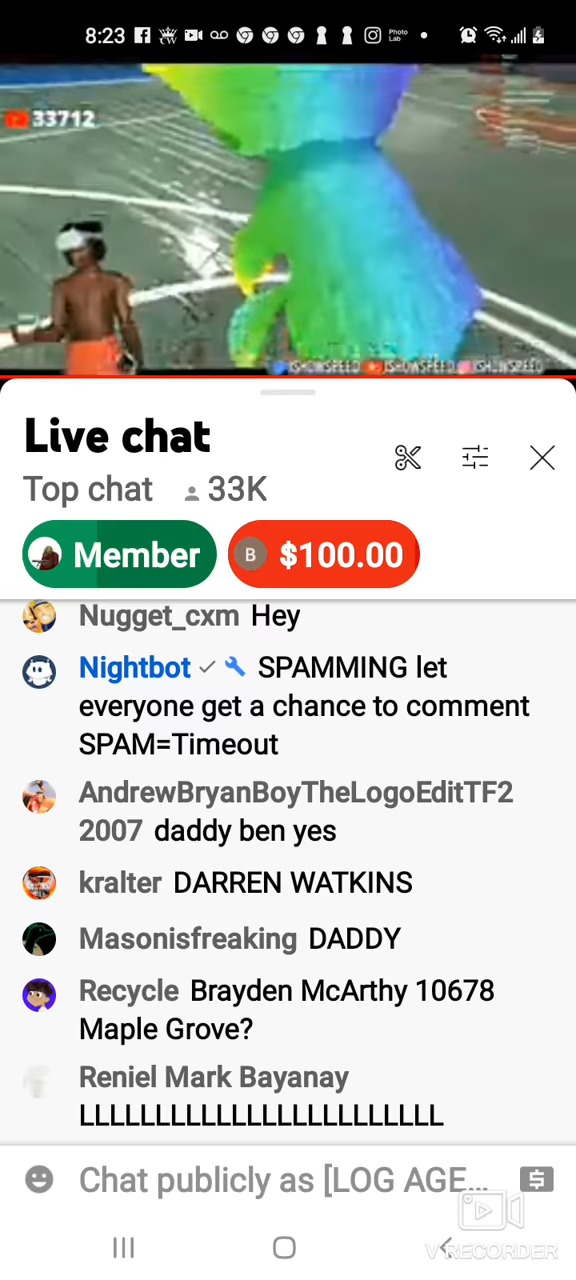 8:23
Photo
Lab
33712
ISHOWSPEED ISHOWSPEED ISHOWSPEED
Live chat
Top chat 33K
Member B $100.00
Nugget_cxm Hey
Nightbot SPAMMING let
everyone get a chance to comment
SPAM=Timeout
AndrewBryanBoyTheLogoEditTF2
2007 daddy ben yes
kralter DARREN WATKINS
Masonisfreaking DADDY
Recycle Brayden McArthy 10678
Maple Grove?
Reniel Mark Bayanay
LLLLLLLLLLLLLLLLLLLLLLLL
Chat publicly as [LOG AGE...
VRECORDER